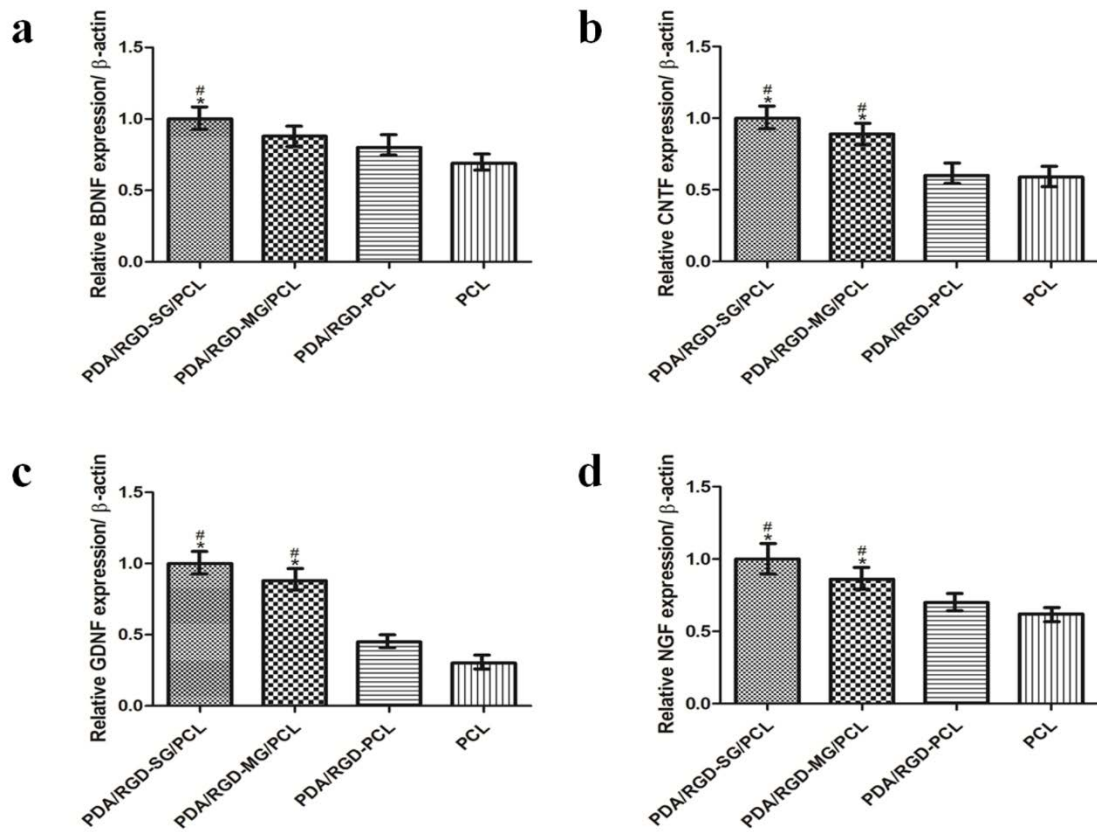 a
Relative BDNF expression/ β-actin
1.5
1.0
0.5
0.0
#
*
PDA/RGD-SG/PCL
PDA/RGD-MG/PCL
PDA/RGD-PCL
PCL
b
Relative CNTF expression/ β-actin
1.5
1.0
0.5
0.0
#
*
#
*
PDA/RGD-SG/PCL
PDA/RGD-MG/PCL
PDA/RGD-PCL
PCL
c
Relative GDNF expression/ β-actin
1.5
1.0
0.5
0.0
#
*
#
*
PDA/RGD-SG/PCL
PDA/RGD-MG/PCL
PDA/RGD-PCL
PCL
d
Relative NGF expression/ β-actin
1.5
1.0
0.5
0.0
#
*
#
*
PDA/RGD-SG/PCL
PDA/RGD-MG/PCL
PDA/RGD-PCL
PCL